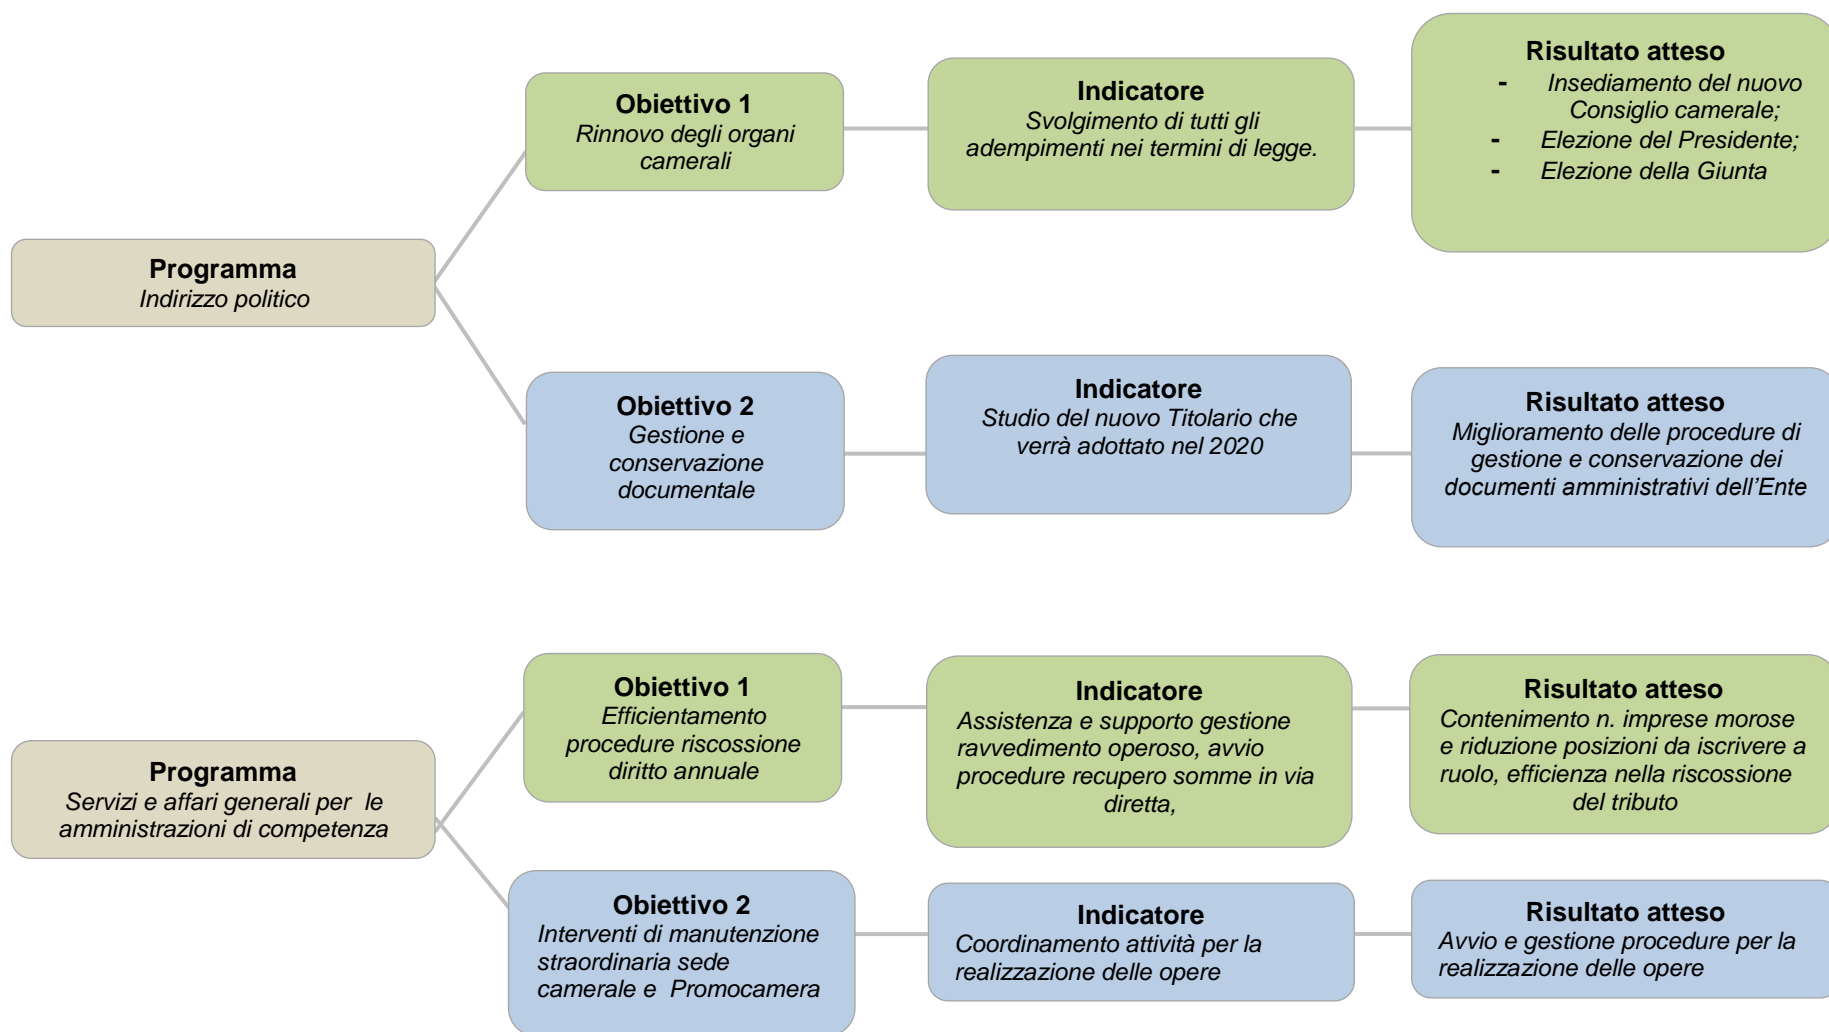 Programma
Indirizzo politico
Obiettivo 1
Rinnovo degli organi
camerali
Indicatore
Svolgimento di tutti gli
adempimenti nei termini di legge.
Risultato atteso
- Insediamento del nuovo
Consiglio camerale;
- Elezione del Presidente;
- Elezione della Giunta
Obiettivo 2
Gestione e
conservazione
documentale
Indicatore
Studio del nuovo Titolario che
verrà adottato nel 2020
Risultato atteso
Miglioramento delle procedure di
gestione e conservazione dei
documenti amministrativi dell’Ente
Programma
Servizi e affari generali per le
amministrazioni di competenza
Obiettivo 1
Efficientamento
procedure riscossione
diritto annuale
Indicatore
Assistenza e supporto gestione
ravvedimento operoso, avvio
procedure recupero somme in via
diretta,
Risultato atteso
Contenimento n. imprese morose
e riduzione posizioni da iscrivere a
ruolo, efficienza nella riscossione
del tributo
Obiettivo 2
Interventi di manutenzione
straordinaria sede
camerale e Promocamera
Indicatore
Coordinamento attività per la
realizzazione delle opere
Risultato atteso
Avvio e gestione procedure per la
realizzazione delle opere